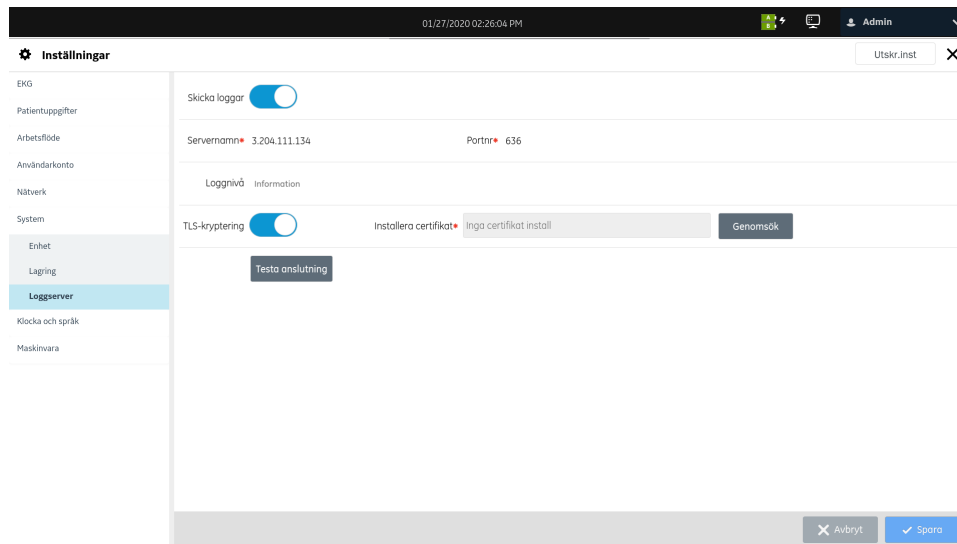 01/27/2020 02:26:04 PM
A
B
Admin
Inställningar
Utskr.inst
EKG
Patientuppgifter
Arbetsflöde
Användarkonto
Nätverk
System
Enhet
Lagring
Loggserver
Klocka och språk
Maskinvara
Skicka loggar
Servernamn* 3.204.111.134
Portnr* 636
Loggnivå Information
TLS-kryptering
Installera certifikat* Inga certifikat install
Genomsök
Testa anslutning
Avbryt
Spara